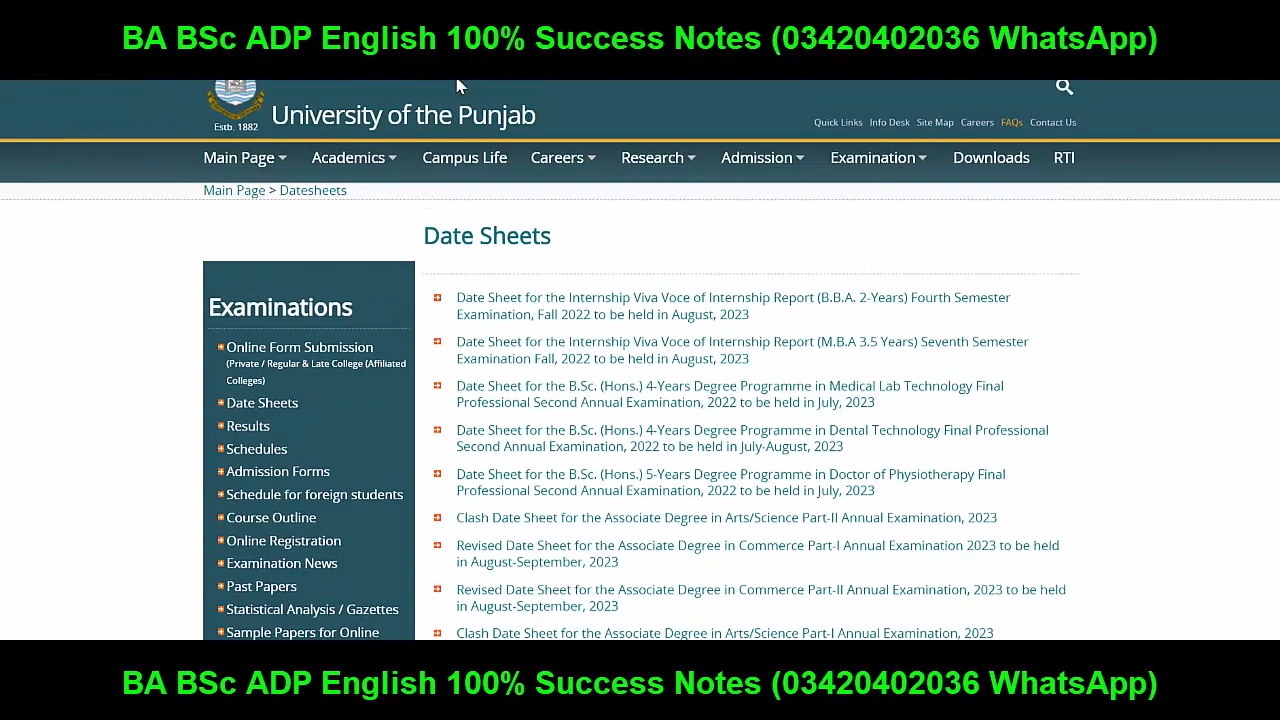 BA BSc ADP English 100% Success Notes (03420402036 WhatsApp)
Estb. 1882
University of the Punjab
Quick Links Info Desk Site Map Careers FAQs Contact Us
Main Page Academics Campus Life Careers Research Admission Examination Downloads RTI
Main Page > Datesheets
Date Sheets
Examinations
Online Form Submission
(Private / Regular & Late College (Affiliated
Colleges)
Date Sheets
Results
Schedules
Admission Forms
Schedule for foreign students
Course Outline
Online Registration
Examination News
Past Papers
Statistical Analysis / Gazettes
Sample Papers for Online
Date Sheet for the Internship Viva Voce of Internship Report (B.B.A. 2-Years) Fourth Semester
Examination, Fall 2022 to be held in August, 2023
Date Sheet for the Internship Viva Voce of Internship Report (M.B.A 3.5 Years) Seventh Semester
Examination Fall, 2022 to be held in August, 2023
Date Sheet for the B.Sc. (Hons.) 4-Years Degree Programme in Medical Lab Technology Final
Professional Second Annual Examination, 2022 to be held in July, 2023
Date Sheet for the B.Sc. (Hons.) 4-Years Degree Programme in Dental Technology Final Professional
Second Annual Examination, 2022 to be held in July-August, 2023
Date Sheet for the B.Sc. (Hons.) 5-Years Degree Programme in Doctor of Physiotherapy Final
Professional Second Annual Examination, 2022 to be held in July, 2023
Clash Date Sheet for the Associate Degree in Arts/Science Part-II Annual Examination, 2023
Revised Date Sheet for the Associate Degree in Commerce Part-I Annual Examination 2023 to be held
in August-September, 2023
Revised Date Sheet for the Associate Degree in Commerce Part-II Annual Examination, 2023 to be held
in August-September, 2023
Clash Date Sheet for the Associate Degree in Arts/Science Part-I Annual Examination, 2023
BA BSc ADP English 100% Success Notes (03420402036 WhatsApp)